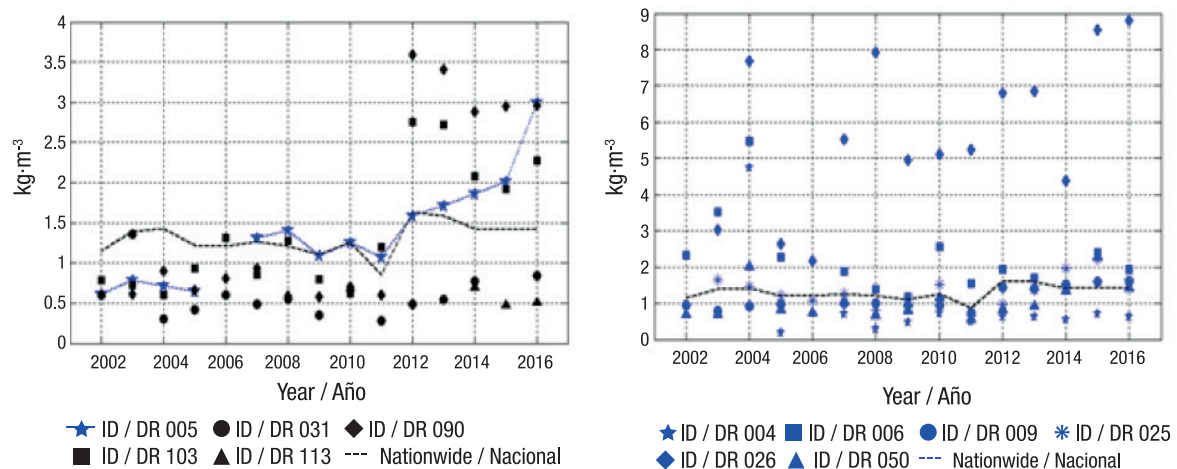 4
3.5
3
2.5
2
1.5
1
0.5
0
kg·m-3
2002 2004 2006 2008 2010 2012 2014 2016
Year / Año
ID / DR 005 ID / DR 031 ID / DR 090
ID / DR 103 ID / DR 113 Nationwide / Nacional
9
8
7
6
5
4
3
2
1
0
kg·m-3
2002 2004 2006 2008 2010 2012 2014 2016
Year / Año
ID / DR 004 ID / DR 006 ID / DR 009 ID / DR 025
ID / DR 026 ID / DR 050 Nationwide / Nacional